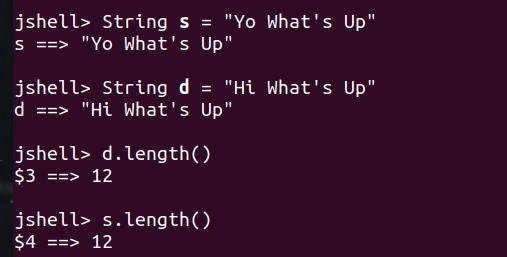 jshell> String s = "Yo What's Up"
s ==> "Yo What's Up"
jshell> String d = "Hi What's Up"
d ==> "Hi What's Up"
jshell> d.length()
$3 ==> 12
jshell> s.length()
$4 ==> 12